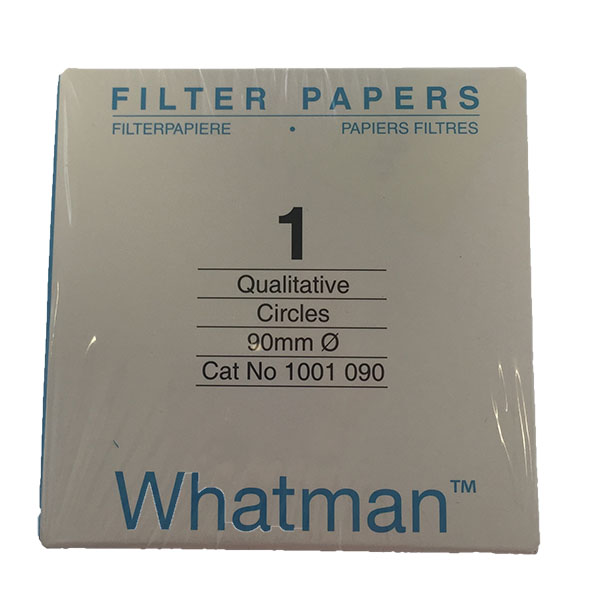 FILTER PAPERS
FILTERPAPIERE • PAPIERS FILTRES
1
Qualitative
Circles
90mm Ø
Cat No 1001 090
Whatman™